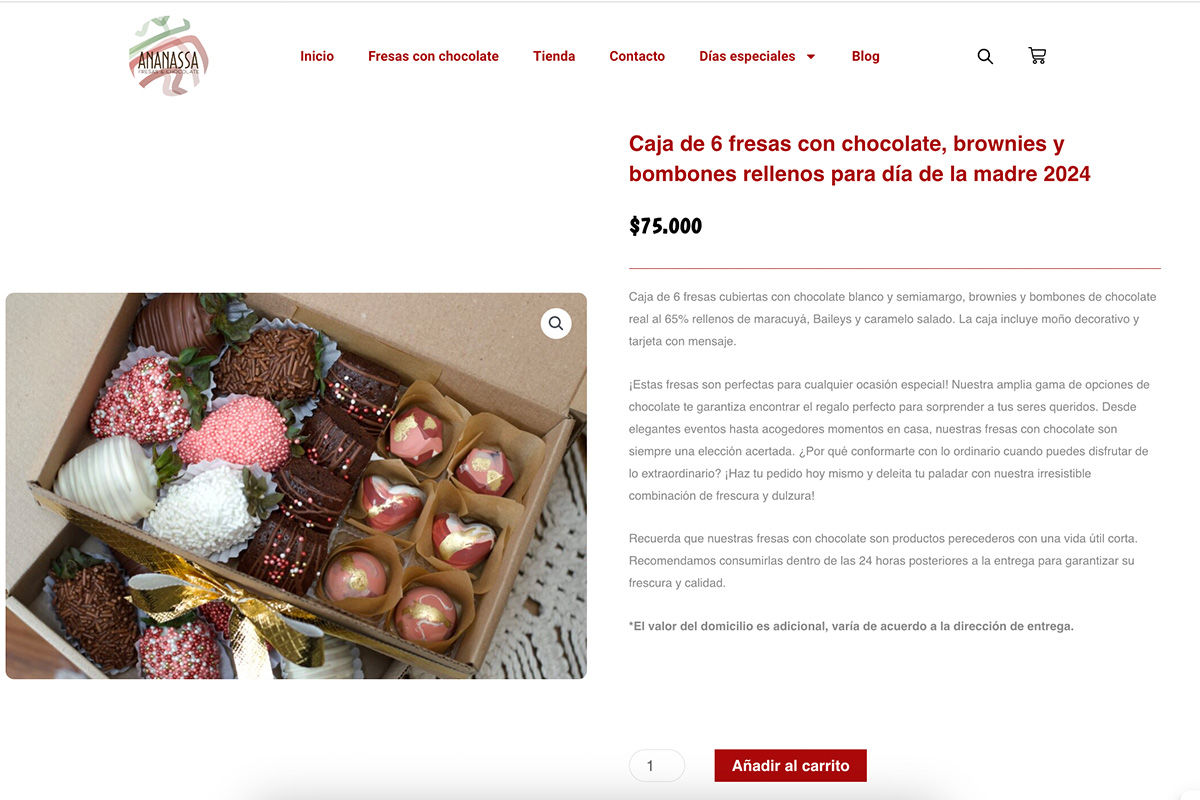 ANANASSA
FRESAS & CHOCOLATE
Inicio
Fresas con chocolate
Tienda
Contacto
Días especiales
Blog
Caja de 6 fresas con chocolate, brownies y
bombones rellenos para día de la madre 2024
$75.000
Caja de 6 fresas cubiertas con chocolate blanco y semiamargo, brownies y bombones de chocolate
real al 65% rellenos de maracuyá, Baileys y caramelo salado. La caja incluye moño decorativo y
tarjeta con mensaje.
¡Estas fresas son perfectas para cualquier ocasión especial! Nuestra amplia gama de opciones de
chocolate te garantiza encontrar el regalo perfecto para sorprender a tus seres queridos. Desde
elegantes eventos hasta acogedores momentos en casa, nuestras fresas con chocolate son
siempre una elección acertada. ¿Por qué conformarte con lo ordinario cuando puedes disfrutar de
lo extraordinario? ¡Haz tu pedido hoy mismo y deleita tu paladar con nuestra irresistible
combinación de frescura y dulzura!
Recuerda que nuestras fresas con chocolate son productos perecederos con una vida útil corta.
Recomendamos consumirlas dentro de las 24 horas posteriores a la entrega para garantizar su
frescura y calidad.
*El valor del domicilio es adicional, varía de acuerdo a la dirección de entrega.
1
Añadir al carrito